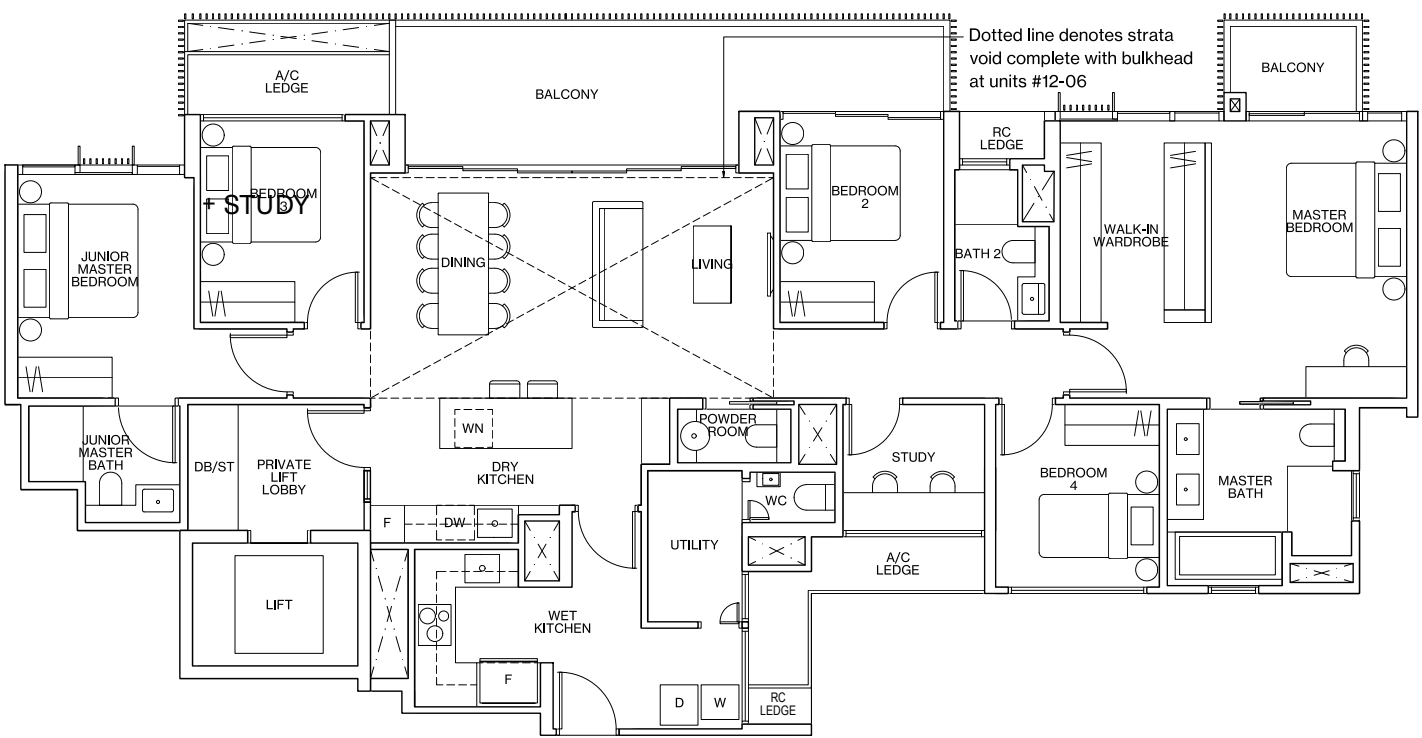 Dotted line denotes strata
void complete with bulkhead
at units #12-06
A/C
LEDGE
BALCONY
BALCONY
RC
LEDGE
BEDROOM
3
+ STUDY
BEDROOM
2
JUNIOR
MASTER
BEDROOM
DINING
LIVING
BATH 2
WALK-IN
WARDROBE
MASTER
BEDROOM
JUNIOR
MASTER
BATH
DB/ST
PRIVATE
LIFT
LOBBY
WN
DRY
KITCHEN
POWDER
ROOM
STUDY
BEDROOM
4
MASTER
BATH
F
DW
WC
UTILITY
A/C
LEDGE
LIFT
WET
KITCHEN
F
D
W
RC
LEDGE